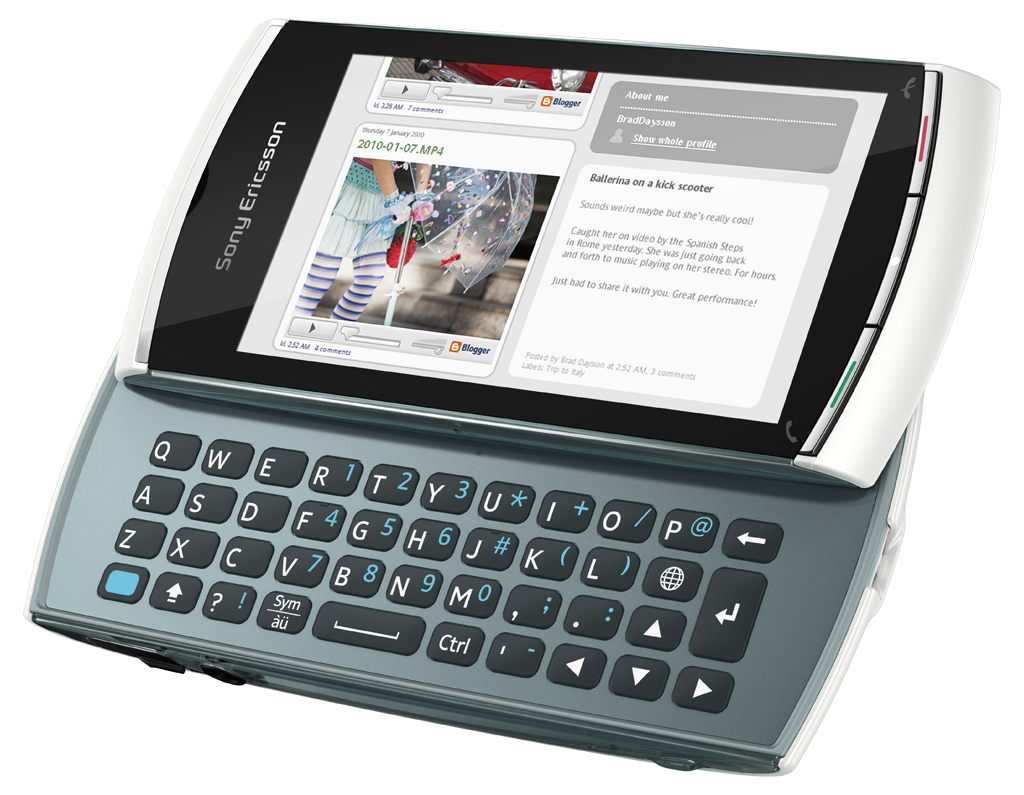 Sony Ericsson
kl. 2:26 AM 7 comments
Blogger
thursday 7 january 2010
2010-01-07.MP4
kl. 2.52 AM 4 comments
Blogger
About me
BradDaysson
Show whole profile
Ballerina on a kick scooter
Sounds weird maybe but she's really cool!
Caught her on video by the Spanish Steps
in Rome yesterday. She was just going back
and forth to music playing on her stereo. For hours.
Just had to share it with you. Great performance!
Posted by Brad Daysson at 2.52 AM, 3 comments
Labels: Trip to Italy
Q W E R 1 T 2 Y 3 U * I + O / P @
A S D F 4 G 5 H 6 J # K ( L )
Z X C V 7 B 8 N 9 M 0 , ; . :
? ! Sym àü Ctrl ' -